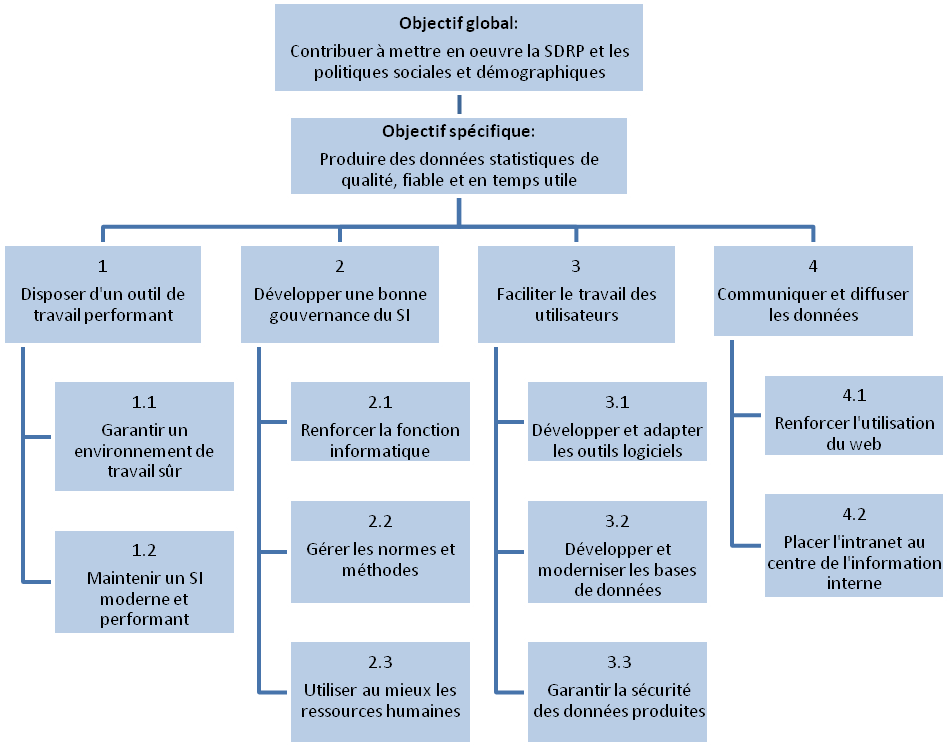 Objectif global:
Contribuer à mettre en oeuvre la SDRP et les
politiques sociales et démographiques
Objectif spécifique:
Produire des données statistiques de
qualité, fiable et en temps utile
1
Disposer d'un outil de
travail performant
1.1
Garantir un
environnement de
travail sûr
1.2
Maintenir un SI
moderne et
performant
2
Développer une bonne
gouvernance du SI
2.1
Renforcer la fonction
informatique
2.2
Gérer les normes et
méthodes
2.3
Utiliser au mieux les
ressources humaines
3
Faciliter le travail des
utilisateurs
3.1
Développer et adapter
les outils logiciels
3.2
Développer et
moderniser les bases
de données
3.3
Garantir la sécurité
des données produites
4
Communiquer et diffuser
les données
4.1
Renforcer l'utilisation
du web
4.2
Placer l'intranet au
centre de l'information
interne